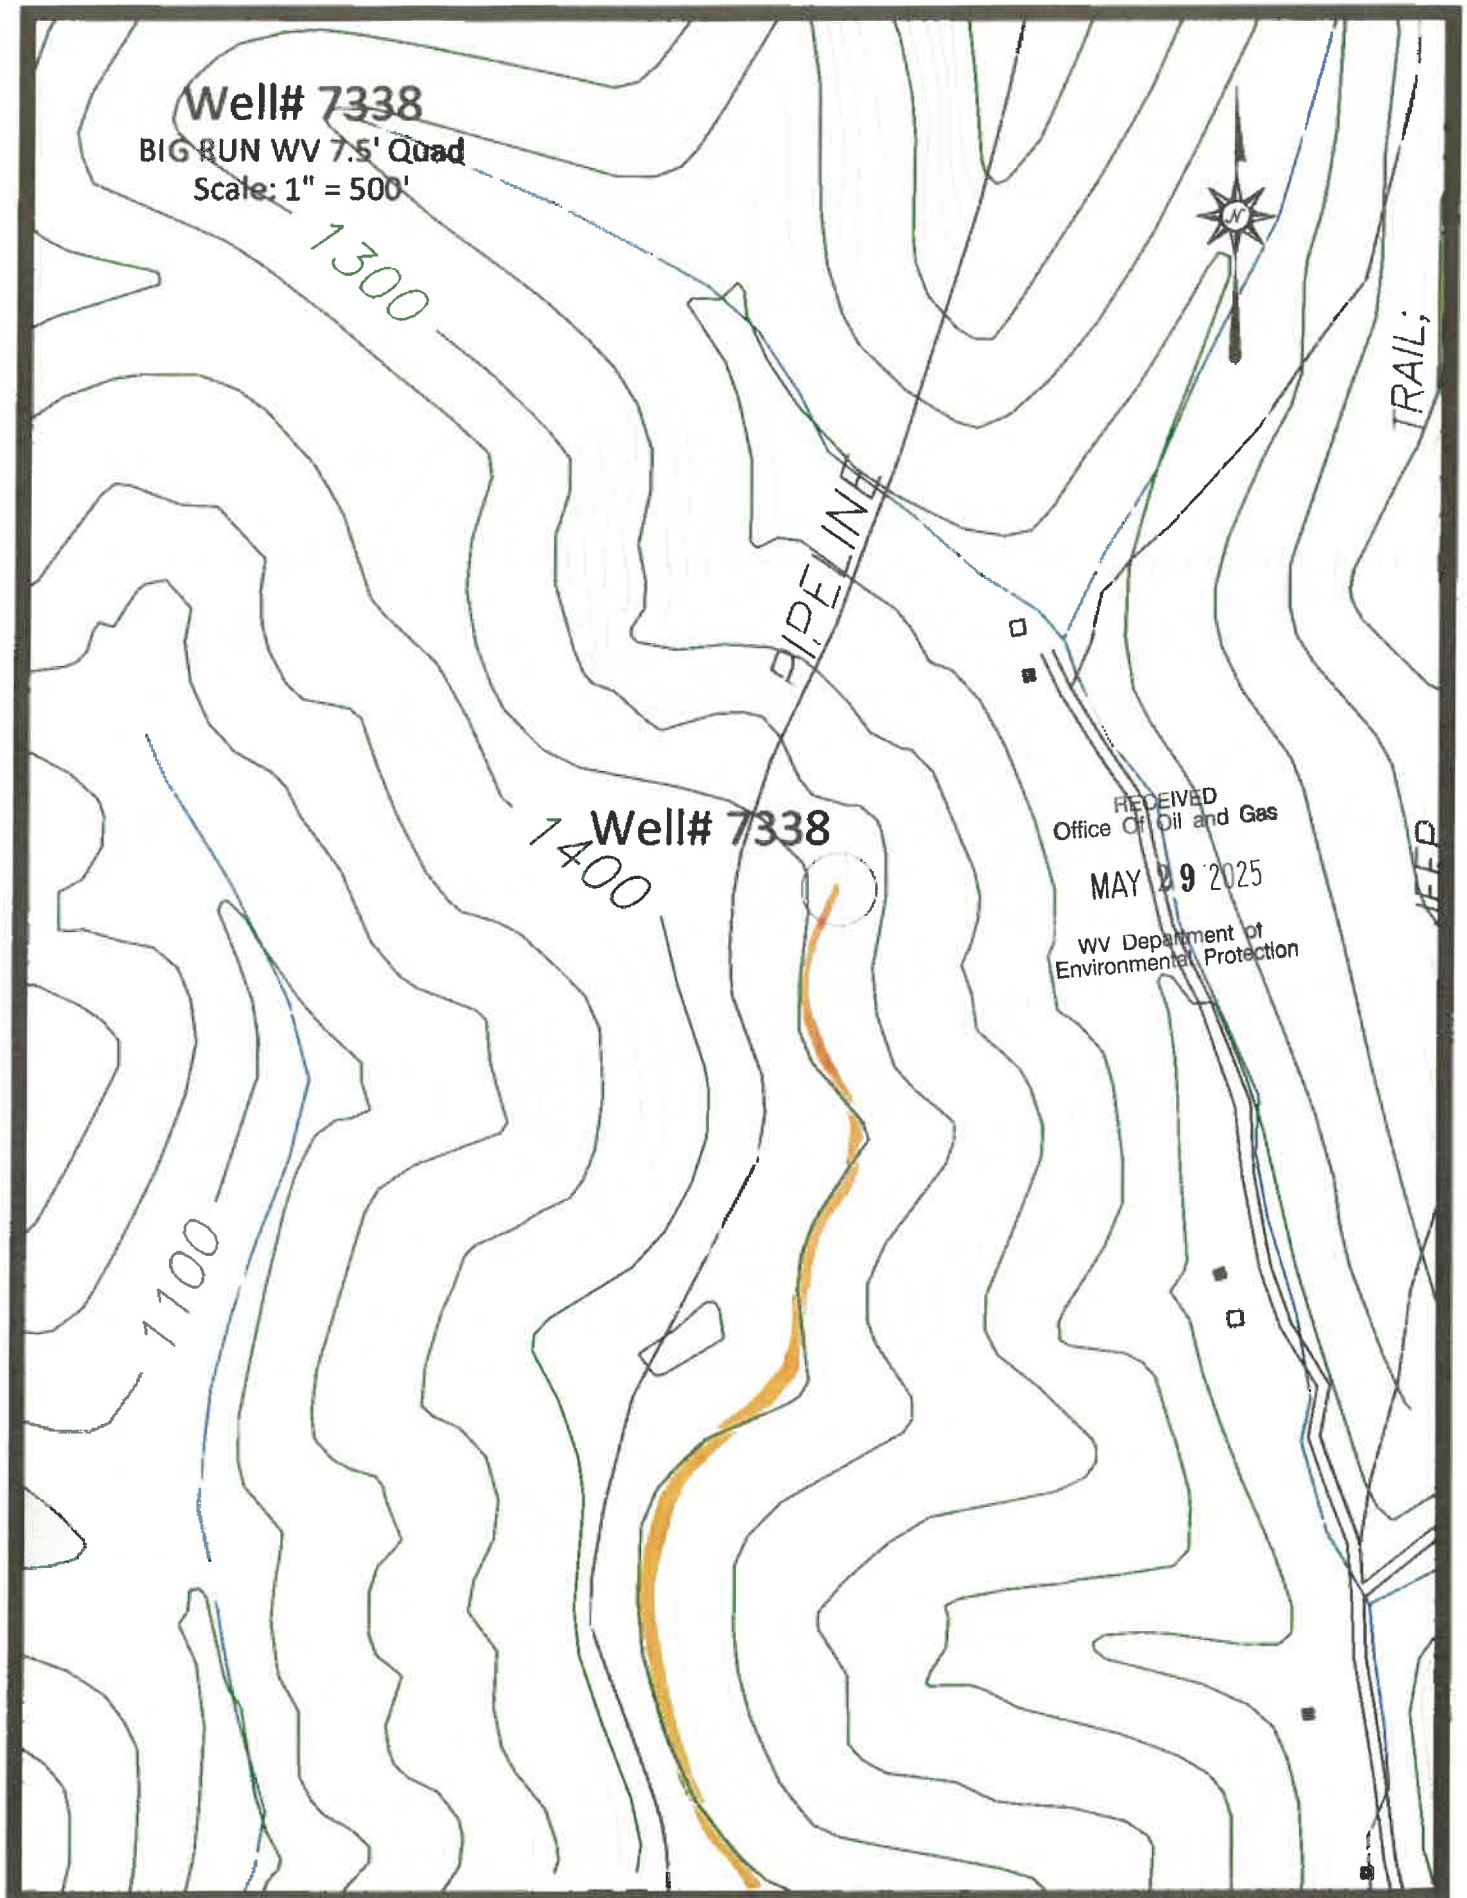 Well# 7338
BIG RUN WV 7.5' Quad
Scale: 1" = 500'
N
1300
TRAIL;
PIPELINE
RECEIVED
Office Of Oil and Gas
MAY 29 2025
WV Department of
Environmental Protection
Well# 7338
1400
1100